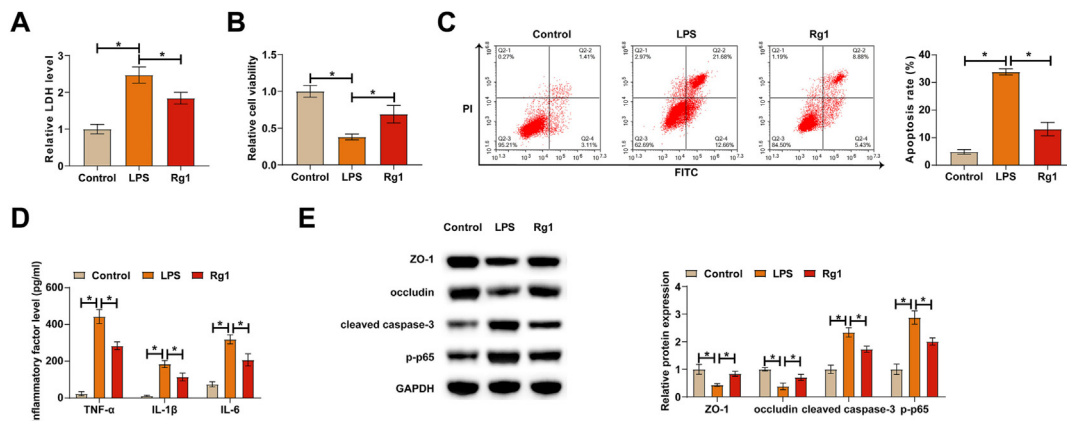 A
Relative LDH level
3
2
1
0
Control LPS Rg1
*
*
B
Relative cell viability
1.5
1.0
0.5
0.0
Control LPS Rg1
*
*
C
Control LPS Rg1
PI
Q2-1
0.27%
Q2-2
1.41%
Q2-3
95.21%
Q2-4
3.11%
Q2-1
2.97%
Q2-2
21.68%
Q2-3
62.69%
Q2-4
12.66%
Q2-1
1.19%
Q2-2
8.88%
Q2-3
84.50%
Q2-4
5.43%
FITC
Apoptosis rate (%)
40
30
20
10
0
Control LPS Rg1
*
*
D
Control LPS Rg1
nflammatory factor level (pg/ml)
600
400
200
0
* *
* *
* *
TNF-α IL-1β IL-6
E
Control LPS Rg1
ZO-1
occludin
cleaved caspase-3
p-p65
GAPDH
Control LPS Rg1
Relative protein expression
4
3
2
1
0
* *
* *
* *
* *
ZO-1 occludin cleaved caspase-3 p-p65